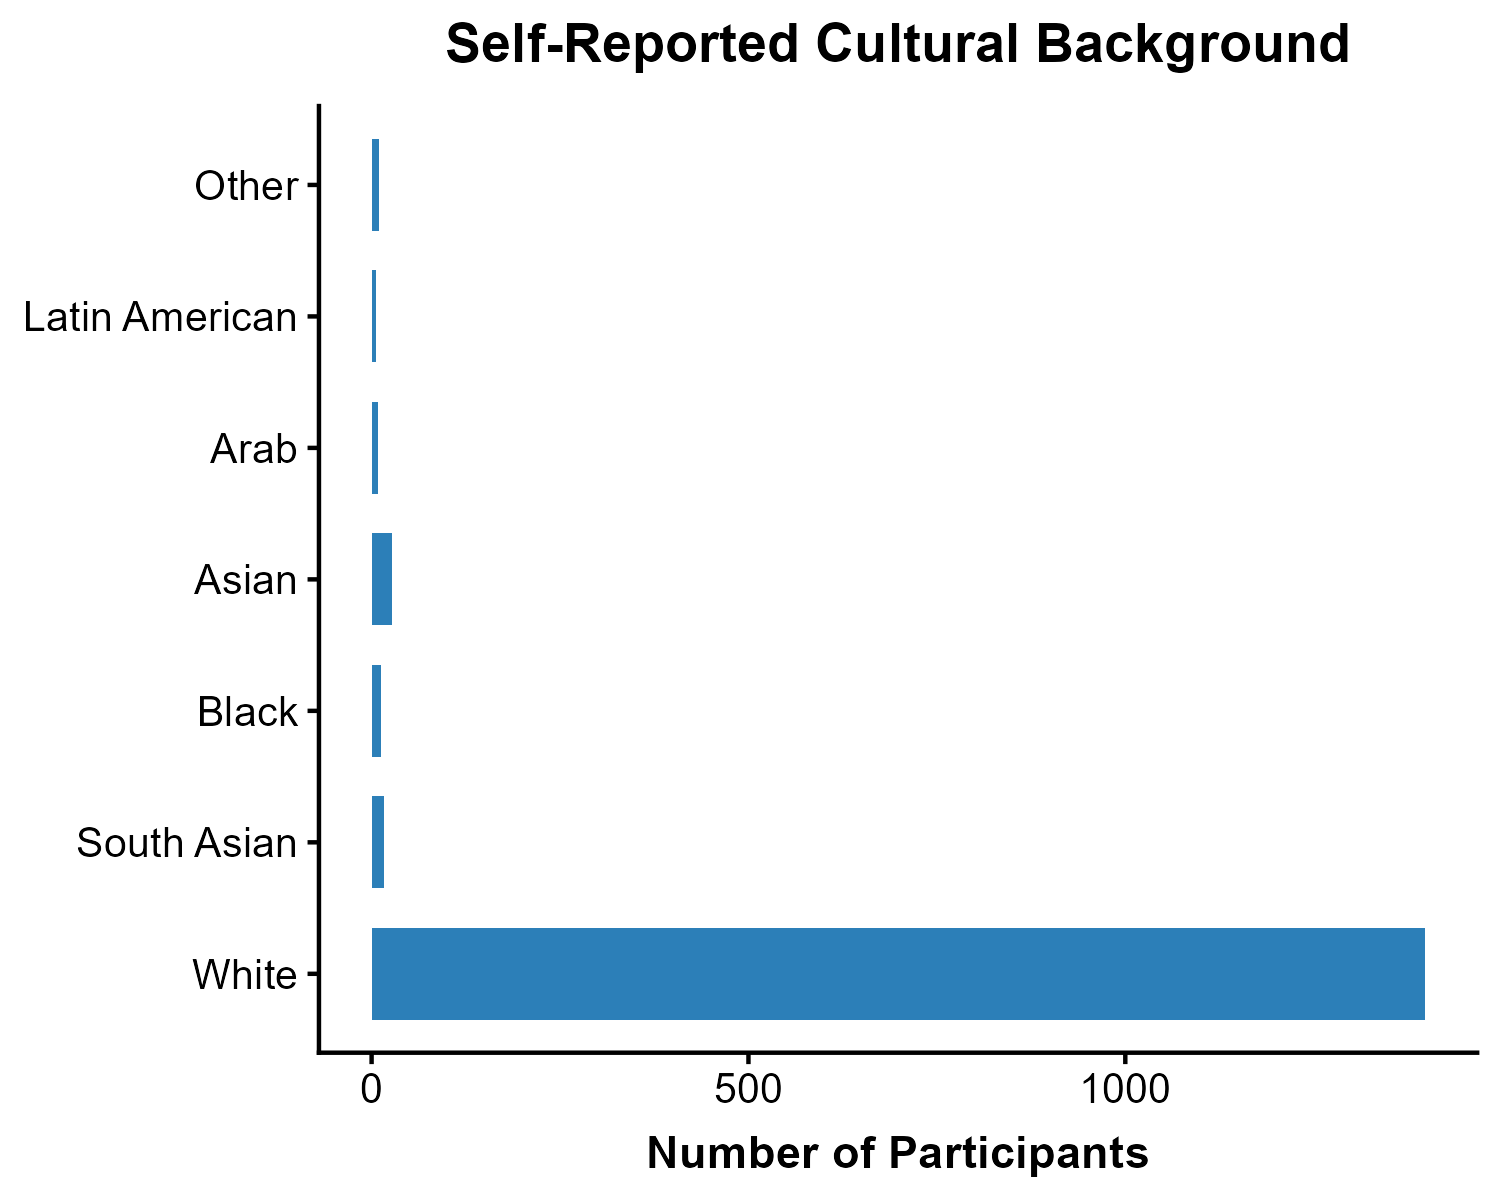 Self-Reported Cultural Background
Other
Latin American
Arab
Asian
Black
South Asian
White
0 500 1000
Number of Participants